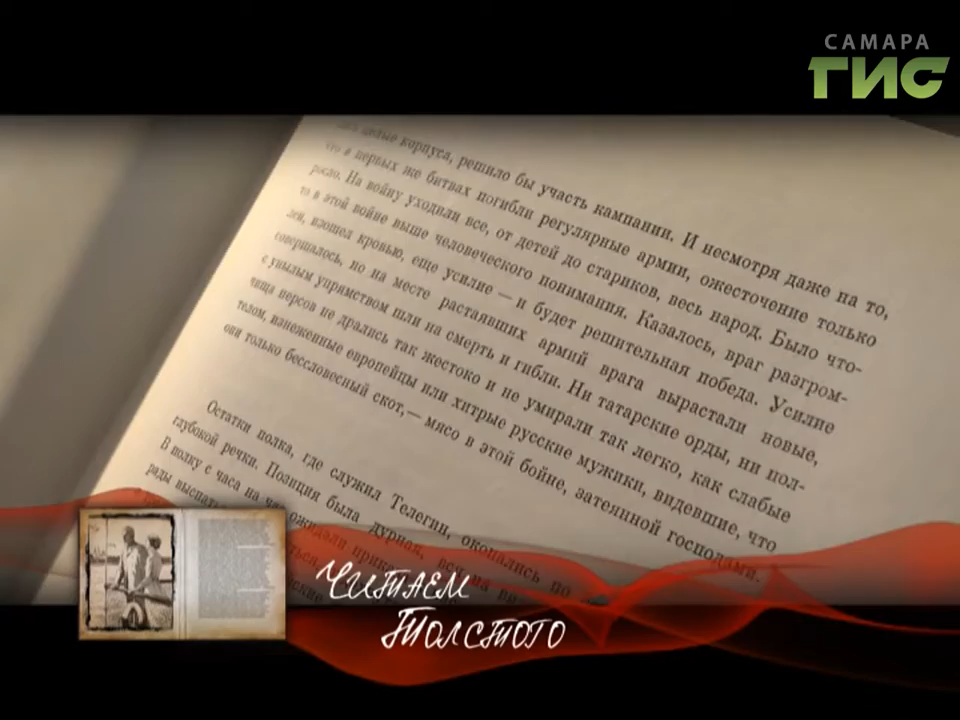 САМАРА
ГИС
целые корпуса, решило бы участь кампании. И несмотря даже на то,
что в первых же битвах погибли регулярные армии, ожесточение только
росло. На войну уходили все, от детей до стариков, весь народ. Было что-
то в этой войне выше человеческого понимания. Казалось, враг разгром-
лен, изошел кровью, еще усилие — и будет решительная победа. Усилие
совершалось, но на месте растаявших армий врага вырастали новые,
с унылым упрямством шли на смерть и гибли. Ни татарские орды, ни пол-
чища персов не дрались так жестоко и не умирали так легко, как слабые
телом, изнеженные европейцы или хитрые русские мужики, видевшие, что
они только бессловесный скот, — мясо в этой бойне, затеянной господами.
Остатки полка, где служил Телегин, окопались по
глубокой речки. Позиция была дурная,
В полку с часа на час ожидали
рады
Читаем
Толстого